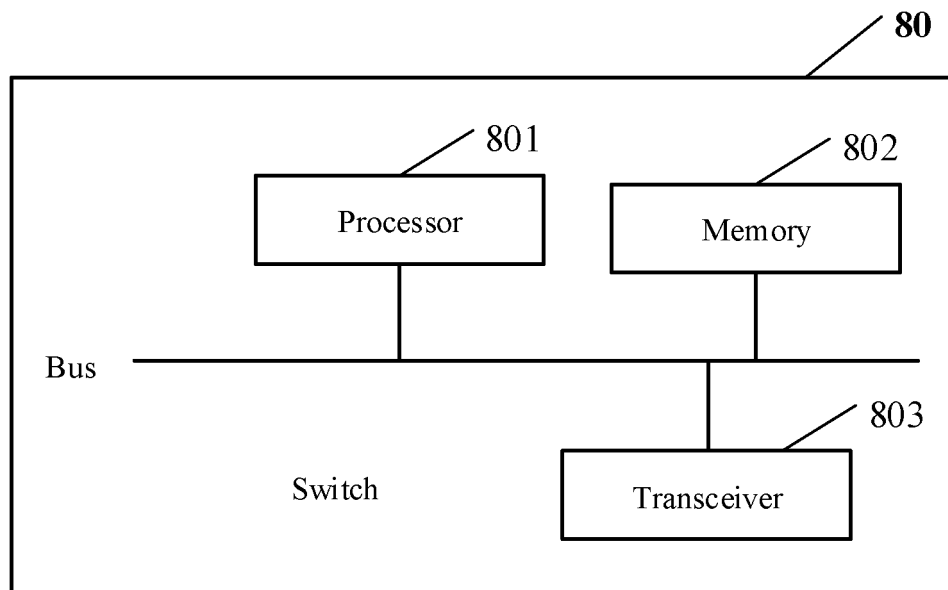 80
801
802
Processor
Memory
Bus
803
Switch
Transceiver